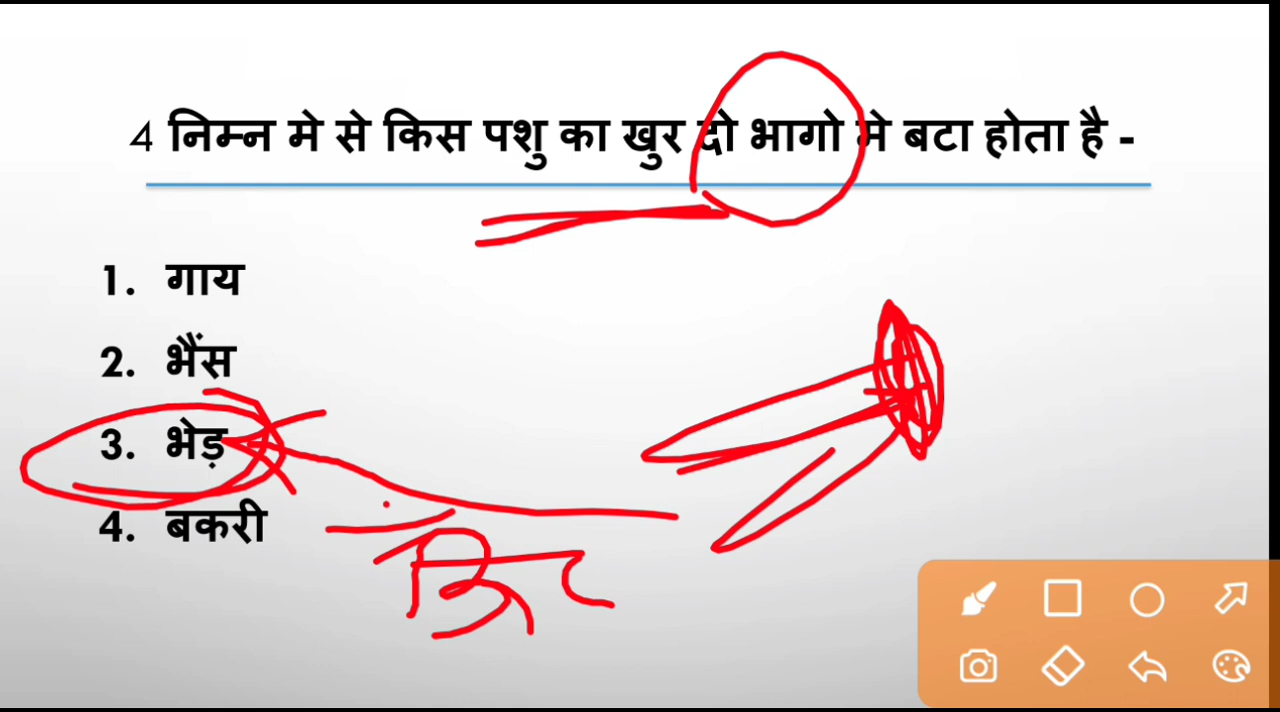 4 निम्न मे से किस पशु का खुर दो भागो मे बटा होता है -
1. गाय
2. भैंस
3. भेड़
4. बकरी